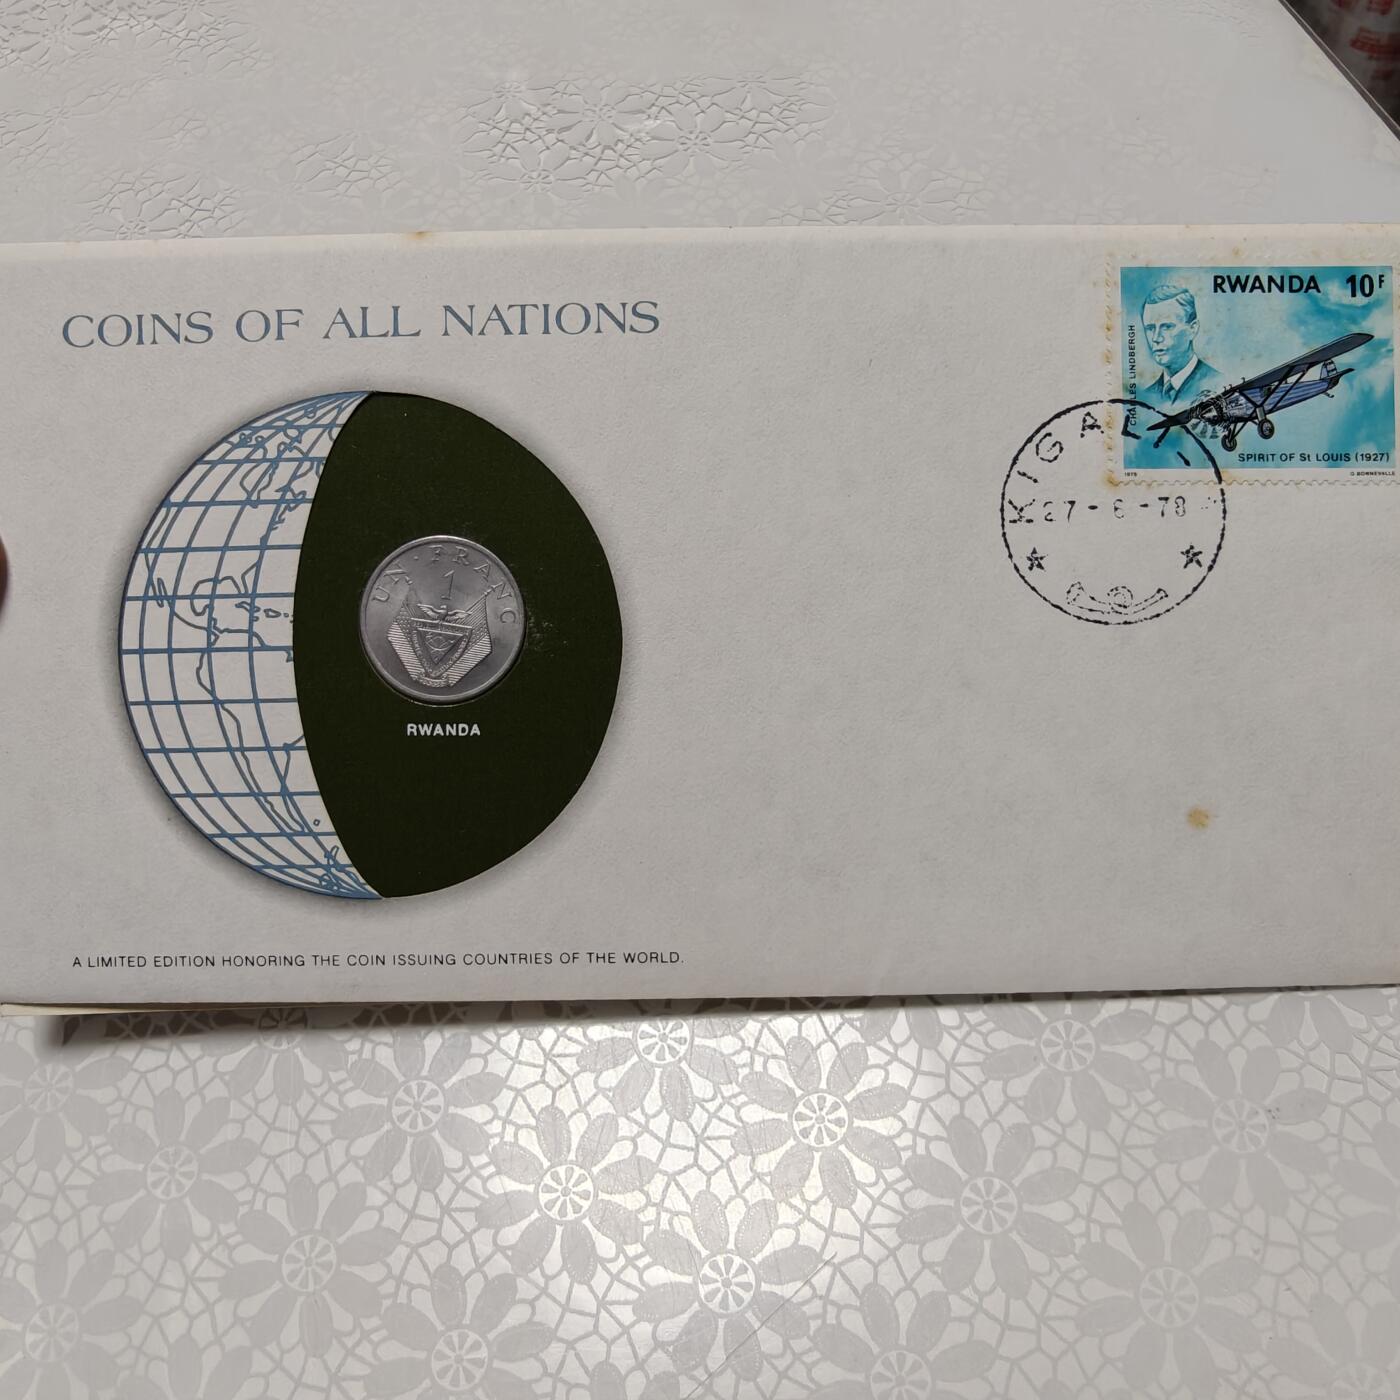 COINS OF ALL NATIONS
RWANDA 10F
CHARLES LINDBERGH
SPIRIT OF St LOUIS (1927)
1978
G BONNEVALLE
KIGALI
27-6-78
UN · FRANC
1
RWANDA
A LIMITED EDITION HONORING THE COIN ISSUING COUNTRIES OF THE WORLD.